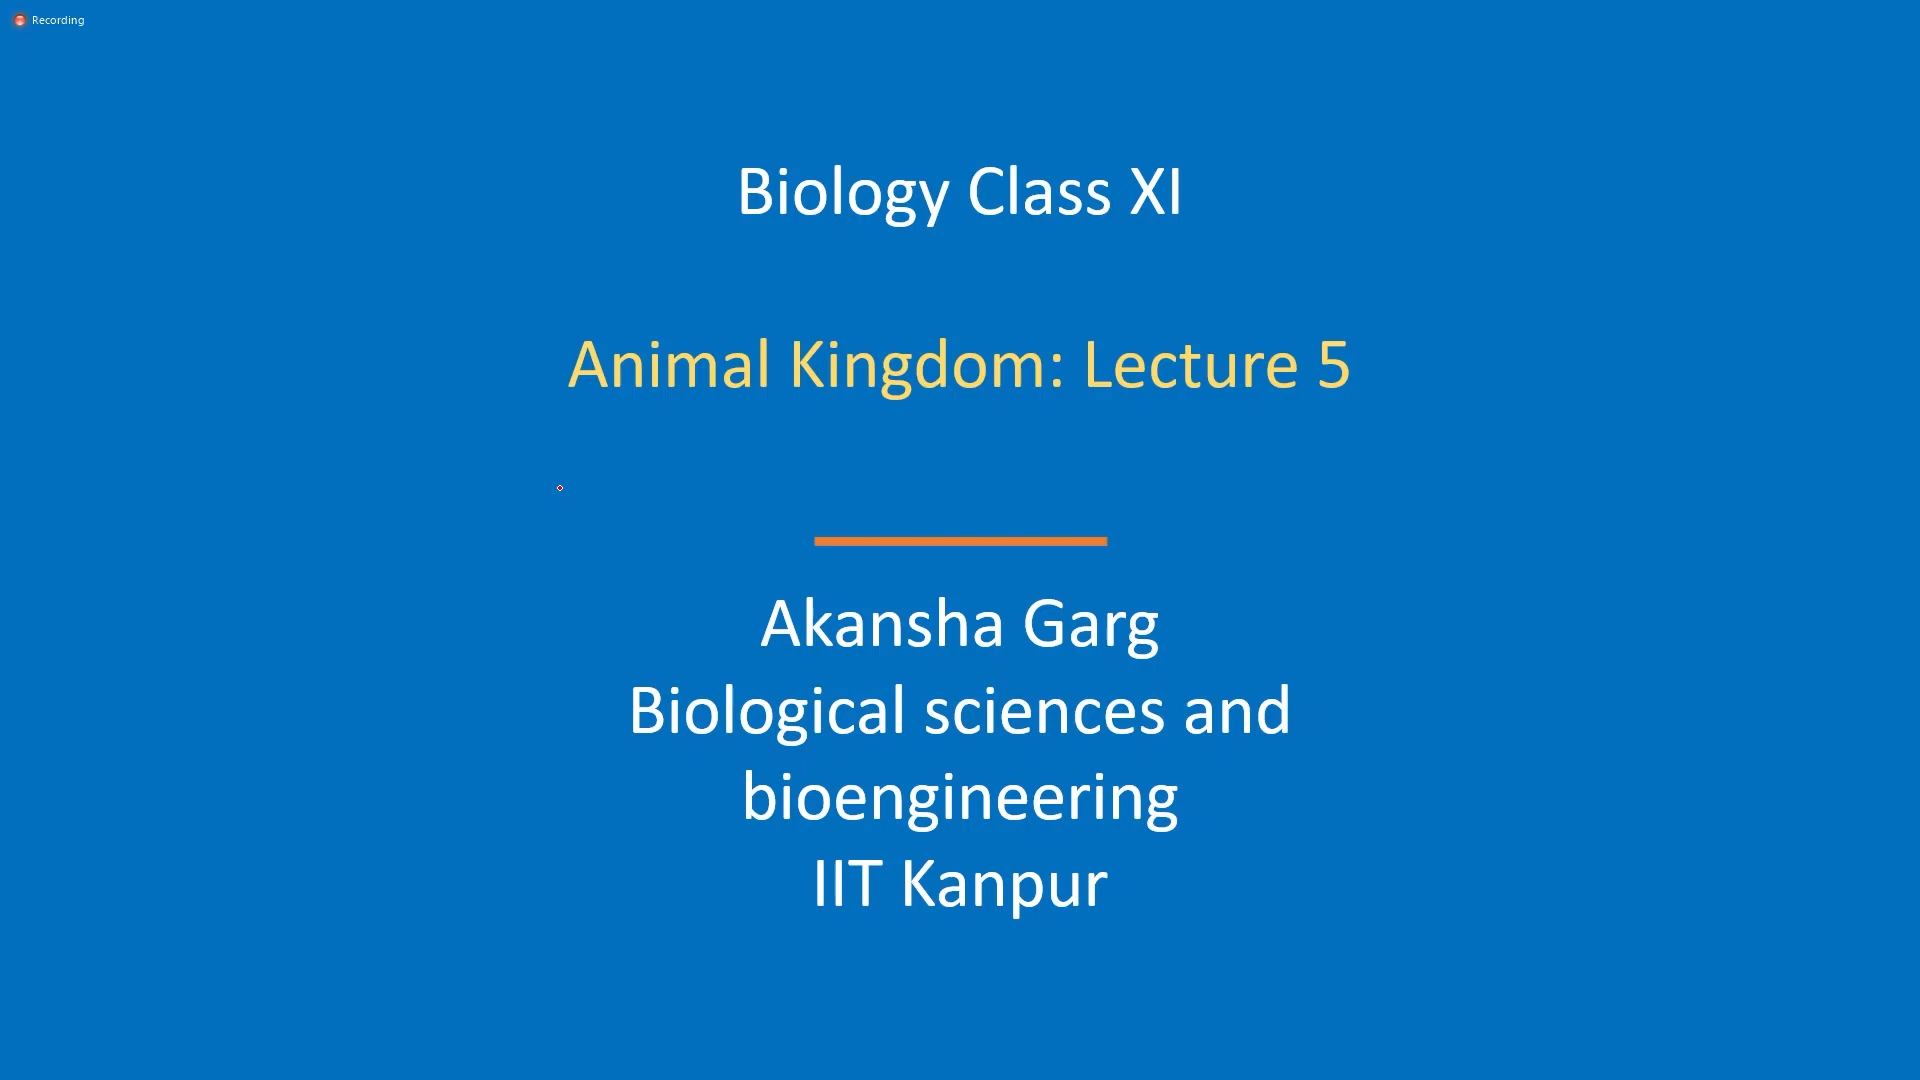 Recording
Biology Class XI
Animal Kingdom: Lecture 5
Akansha Garg
Biological sciences and
bioengineering
IIT Kanpur